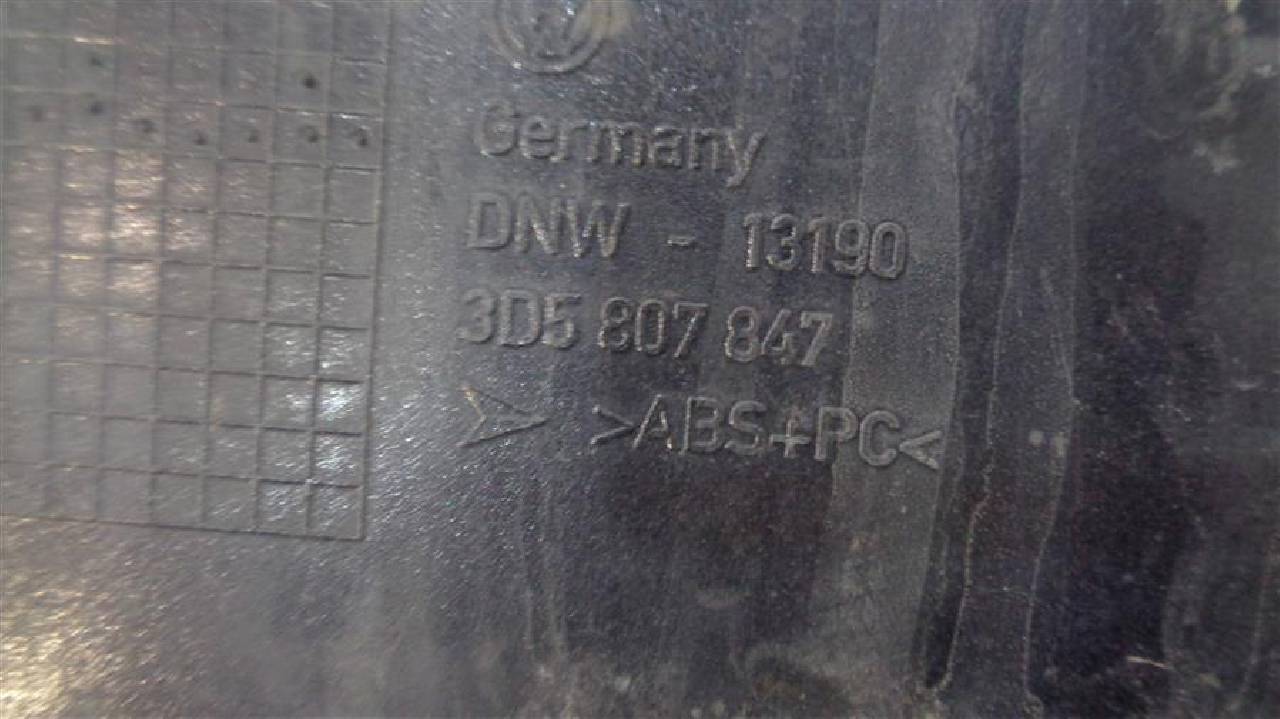 Germany
DNW - 13190
3D5 807 847
>ABS+PC<